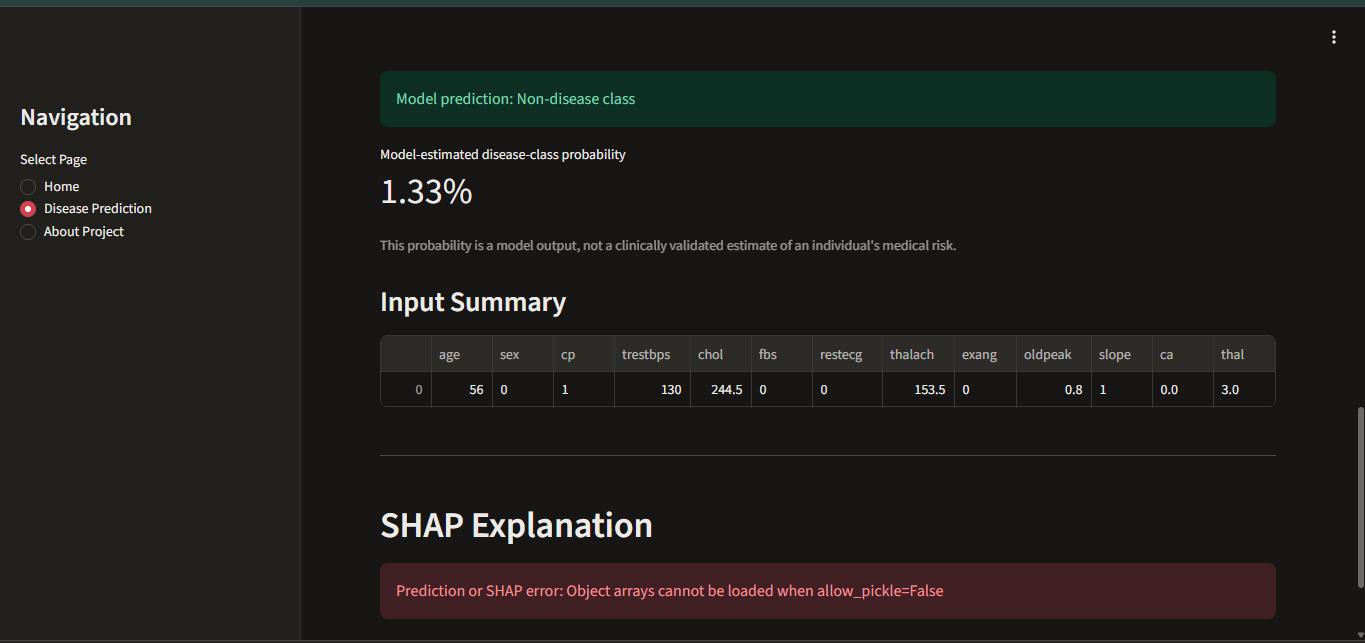 Navigation
Select Page
Home
Disease Prediction
About Project
Model prediction: Non-disease class
Model-estimated disease-class probability
1.33%
This probability is a model output, not a clinically validated estimate of an individual's medical risk.
Input Summary
age sex cp trestbps chol fbs restecg thalach exang oldpeak slope ca thal
0 56 0 1 130 244.5 0 0 153.5 0 0.8 1 0.0 3.0
SHAP Explanation
Prediction or SHAP error: Object arrays cannot be loaded when allow_pickle=False